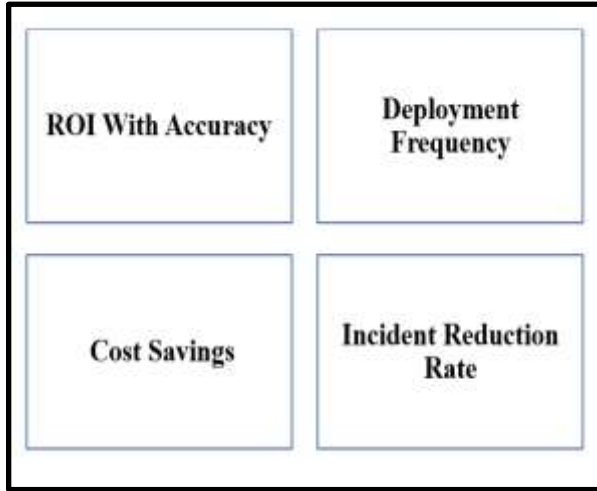 ROI With Accuracy
Deployment
Frequency
Cost Savings
Incident Reduction
Rate